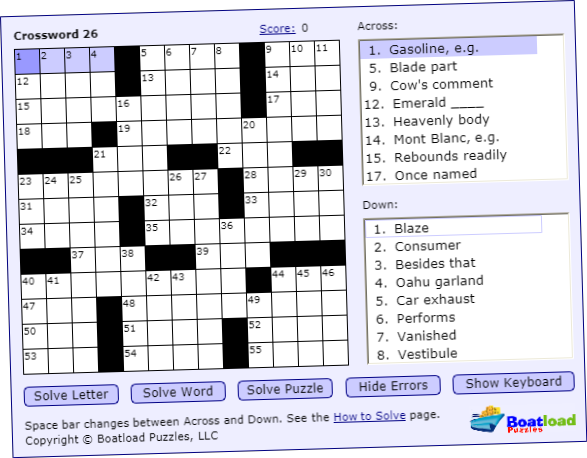 Crossword 26
Score: 0
1 2 3 4 5 6 7 8 9 10 11
12 13 14
15 16 17
18 19 20
21 22
23 24 25 26 27 28 29 30
31 32 33
34 35 36
37 38 39
40 41 42 43 44 45 46
47 48 49
50 51 52
53 54 55
Across:
1. Gasoline, e.g.
5. Blade part
9. Cow's comment
12. Emerald ____
13. Heavenly body
14. Mont Blanc, e.g.
15. Rebounds readily
17. Once named
Down:
1. Blaze
2. Consumer
3. Besides that
4. Oahu garland
5. Car exhaust
6. Performs
7. Vanished
8. Vestibule
Solve Letter
Solve Word
Solve Puzzle
Hide Errors
Show Keyboard
Space bar changes between Across and Down. See the How to Solve page.
Copyright © Boatload Puzzles, LLC
Boatload
Puzzles